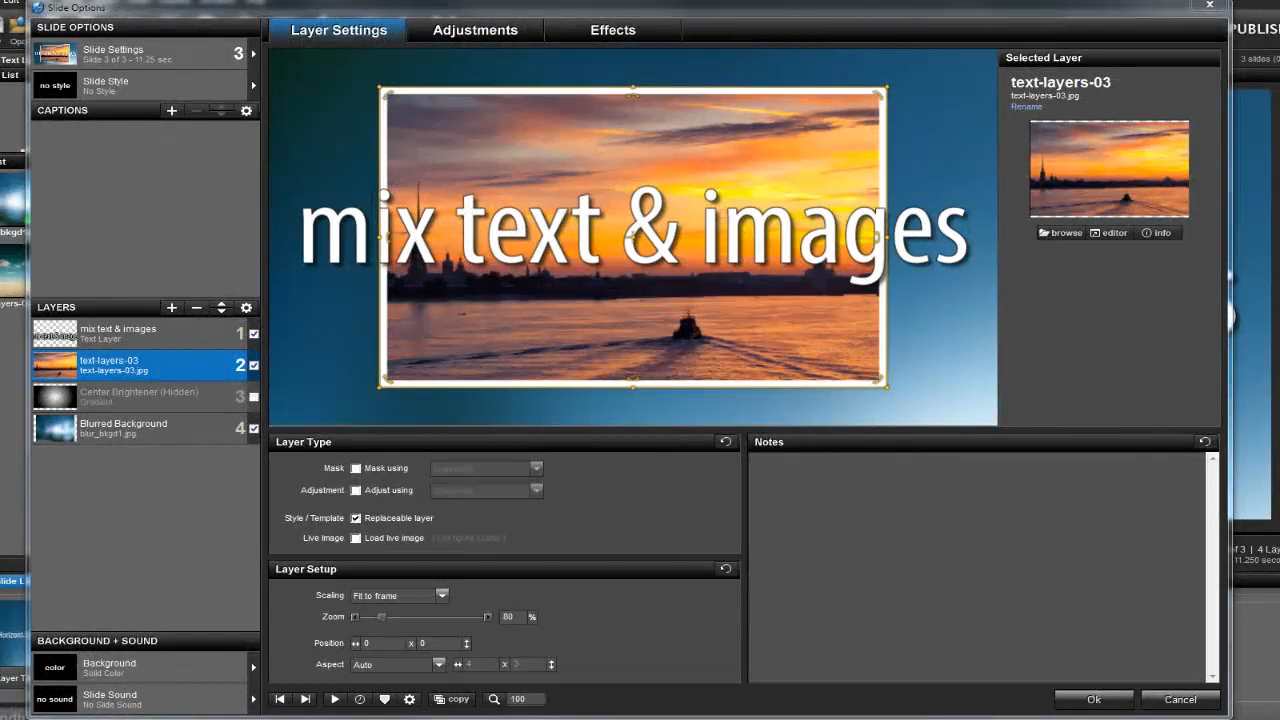 Slide Options
SLIDE OPTIONS
Slide Settings
Slide 3 of 3 - 11.25 sec
3
no style
Slide Style
No Style
CAPTIONS
LAYERS
mix text & images
Text Layer
1
text-layers-03
text-layers-03.jpg
2
Center Brightener (Hidden)
Gradient
3
Blurred Background
blur_bkgd1.jpg
4
BACKGROUND + SOUND
color
Background
Solid Color
no sound
Slide Sound
No Slide Sound
Layer Settings
Adjustments
Effects
mix text & images
Selected Layer
text-layers-03
text-layers-03.jpg
Rename
browse
editor
info
Layer Type
Mask
Mask using
Adjustment
Adjust using
Style / Template
Replaceable layer
Live Image
Load live image
Layer Setup
Scaling
Fit to frame
Zoom
80
%
Position
0
x
0
Aspect
Auto
4
x
3
copy
100
Notes
Ok
Cancel